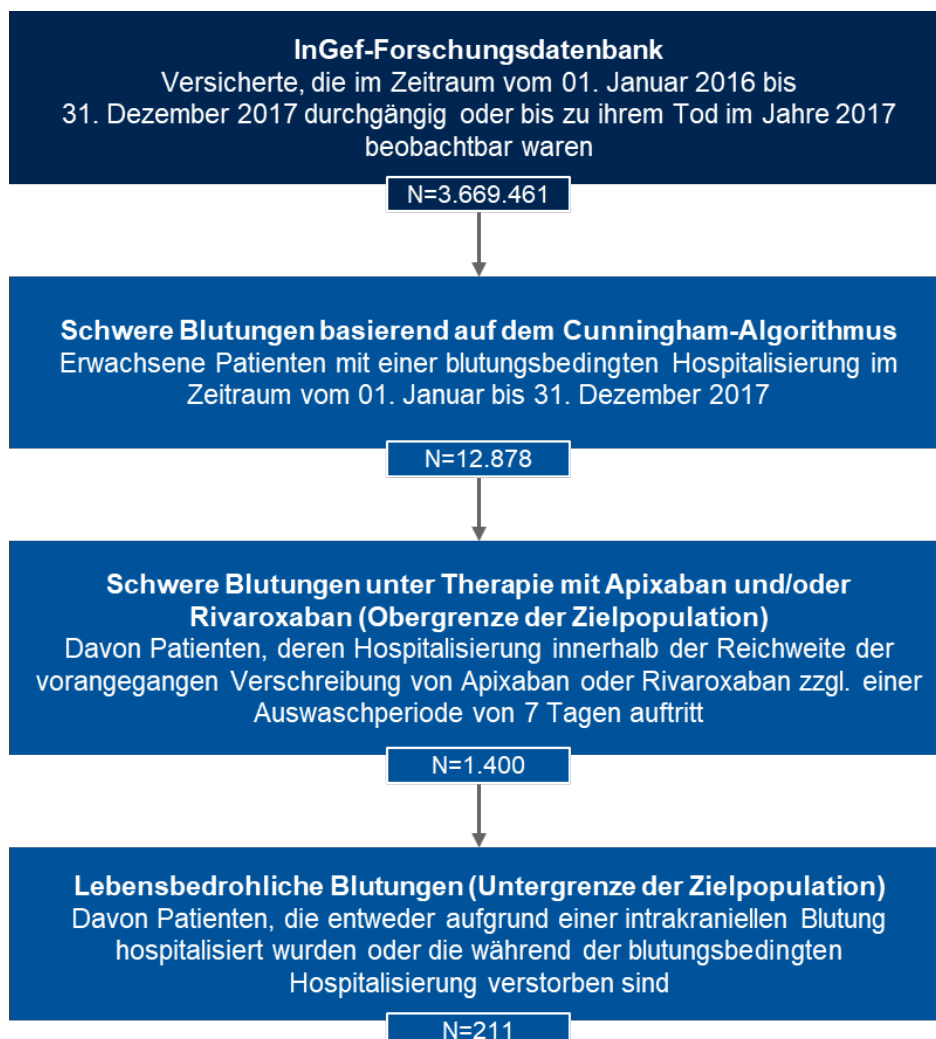 InGef-Forschungsdatenbank
Versicherte, die im Zeitraum vom 01. Januar 2016 bis
31. Dezember 2017 durchgängig oder bis zu ihrem Tod im Jahre 2017
beobachtbar waren
N=3.669.461
Schwere Blutungen basierend auf dem Cunningham-Algorithmus
Erwachsene Patienten mit einer blutungsbedingten Hospitalisierung im
Zeitraum vom 01. Januar bis 31. Dezember 2017
N=12.878
Schwere Blutungen unter Therapie mit Apixaban und/oder
Rivaroxaban (Obergrenze der Zielpopulation)
Davon Patienten, deren Hospitalisierung innerhalb der Reichweite der
vorangegangen Verschreibung von Apixaban oder Rivaroxaban zzgl. einer
Auswaschperiode von 7 Tagen auftritt
N=1.400
Lebensbedrohliche Blutungen (Untergrenze der Zielpopulation)
Davon Patienten, die entweder aufgrund einer intrakraniellen Blutung
hospitalisiert wurden oder die während der blutungsbedingten
Hospitalisierung verstorben sind
N=211